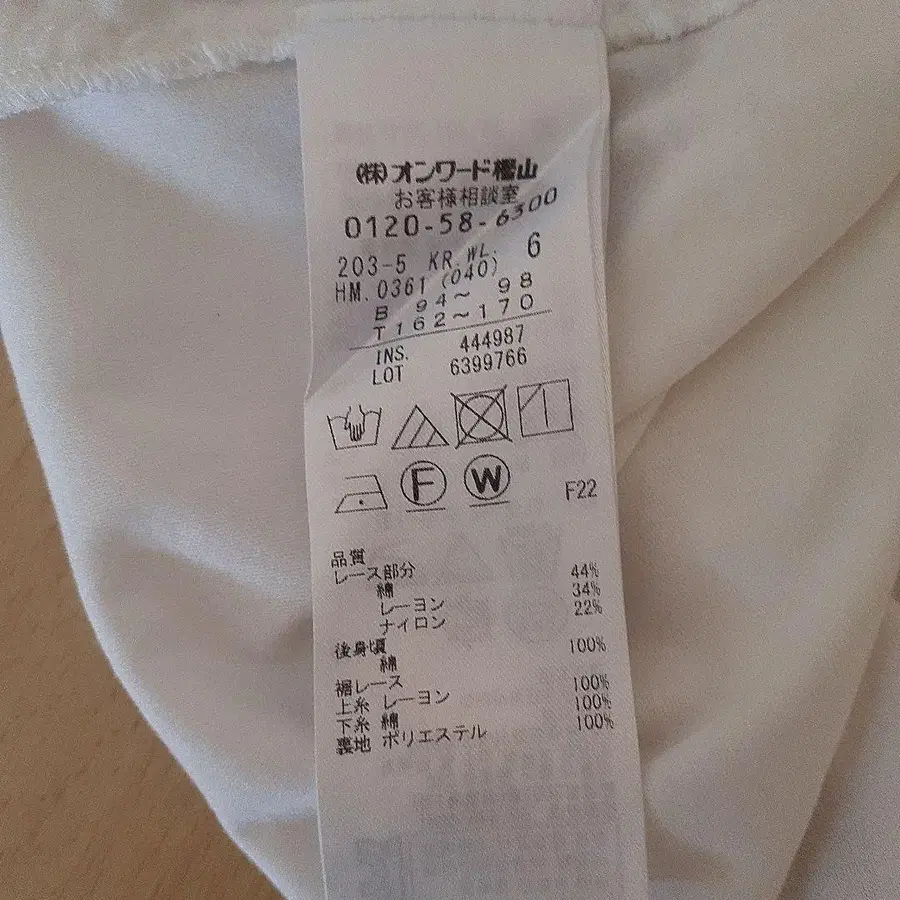 (株)オンワード樫山
お客様相談室
0120-58-6300
203-5 KR.WL. 6
HM.0361 (040)
B 94~ 98
T162~170
INS. 444987
LOT 6399766
F W F22
品質
レース部分
綿 44%
レーヨン 34%
ナイロン 22%
後身頃
綿 100%
裾レース
上糸 レーヨン 100%
下糸 綿 100%
裏地 ポリエステル 100%